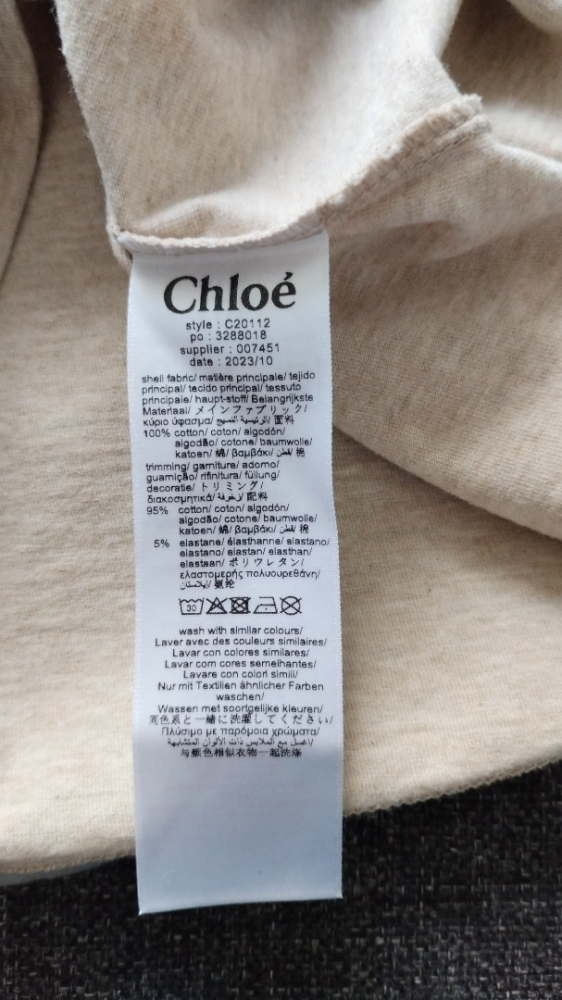 Chloé
style : C20112
po : 3288018
supplier : 007451
date : 2023/10
shell fabric/ matière principale/ tejido
principal/ tecido principal/ tessuto
principale/ haupt-stoff/ Belangrijkste
Materiaal/ メインファブリック/
κύριο ύφασμα/ الرئيسية النسيج/ 面料
100% cotton/ coton/ algodón/
algodão/ cotone/ baumwolle/
katoen/ 綿/ βαμβάκι/ قطن/ 棉
trimming/ garniture/ adorno/
guarnição/ rifinitura/ füllung/
decoratie/ トリミング/
διακοσμητικά/ زخرفة/ 配料
95% cotton/ coton/ algodón/
algodão/ cotone/ baumwolle/
katoen/ 綿/ βαμβάκι/ قطن/ 棉
5% elastane/ élasthanne/ elastano/
elastano/ elastan/ elasthan/
elastaan/ ポリウレタン/
ελαστομερής πολυουρεθάνη/
إيلاستان/ 氨纶
30
wash with similar colours/
Laver avec des couleurs similaires/
Lavar con colores similares/
Lavar com cores semelhantes/
Lavare con colori simili/
Nur mit Textilien ähnlicher Farben
waschen/
Wassen met soortgelijke kleuren/
同色系と一緒に洗濯してください/
Πλύσιμο με παρόμοια χρώματα/
اغسل مع الملابس ذات الألوان المتشابهة/
与颜色相似衣物一起洗涤